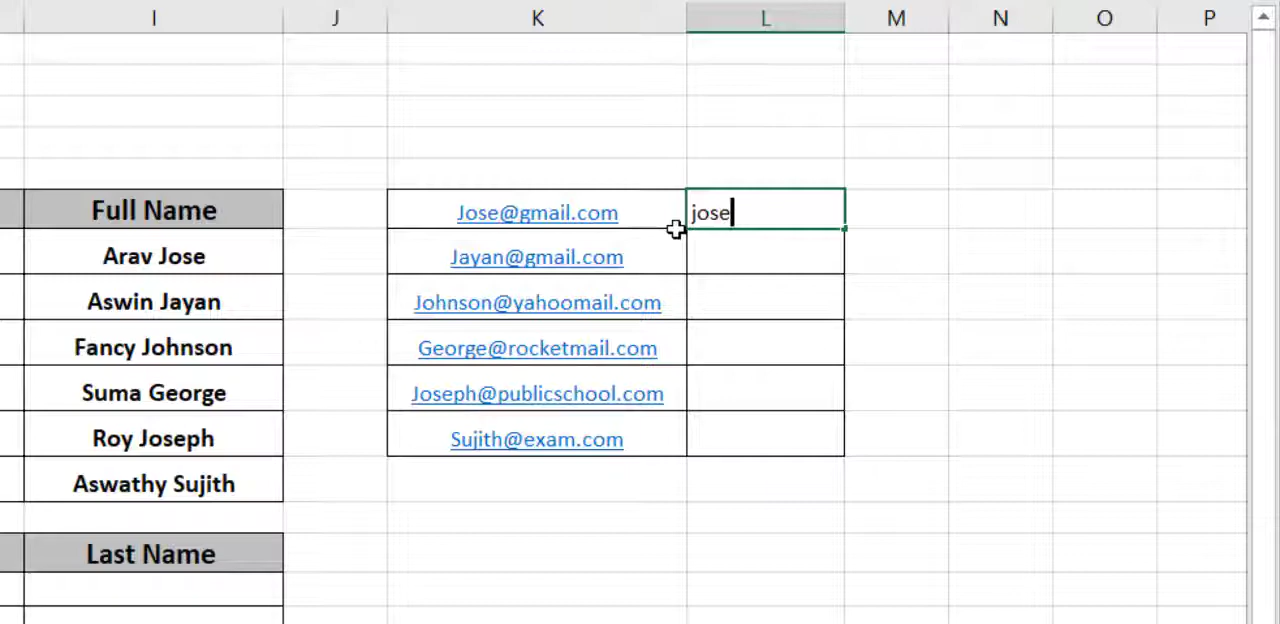 I J K L M N O P
Full Name Jose@gmail.com jose
Arav Jose Jayan@gmail.com
Aswin Jayan Johnson@yahoomail.com
Fancy Johnson George@rocketmail.com
Suma George Joseph@publicschool.com
Roy Joseph Sujith@exam.com
Aswathy Sujith
Last Name